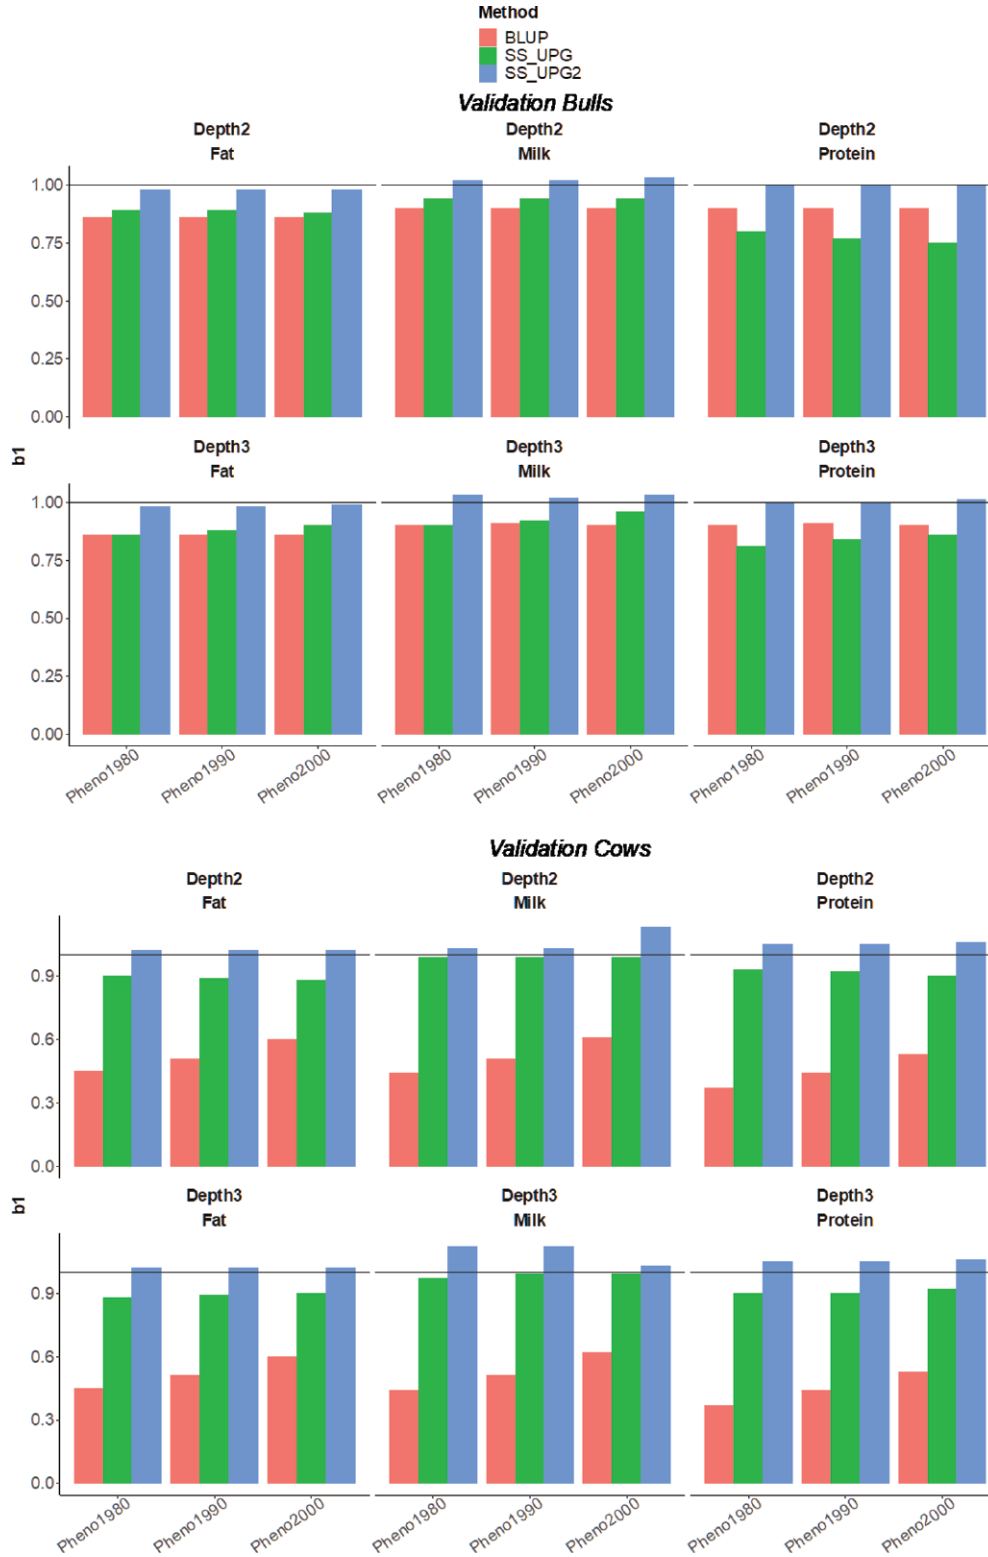 Method
BLUP
SS_UPG
SS_UPG2
Validation Bulls
Depth2 Depth2 Depth2
Fat Milk Protein
1.00
0.75
0.50
0.25
0.00
b1
Depth3 Depth3 Depth3
Fat Milk Protein
1.00
0.75
0.50
0.25
0.00
Pheno1980 Pheno1990 Pheno2000 Pheno1980 Pheno1990 Pheno2000 Pheno1980 Pheno1990 Pheno2000
Validation Cows
Depth2 Depth2 Depth2
Fat Milk Protein
0.9
0.6
0.3
0.0
b1
Depth3 Depth3 Depth3
Fat Milk Protein
0.9
0.6
0.3
0.0
Pheno1980 Pheno1990 Pheno2000 Pheno1980 Pheno1990 Pheno2000 Pheno1980 Pheno1990 Pheno2000